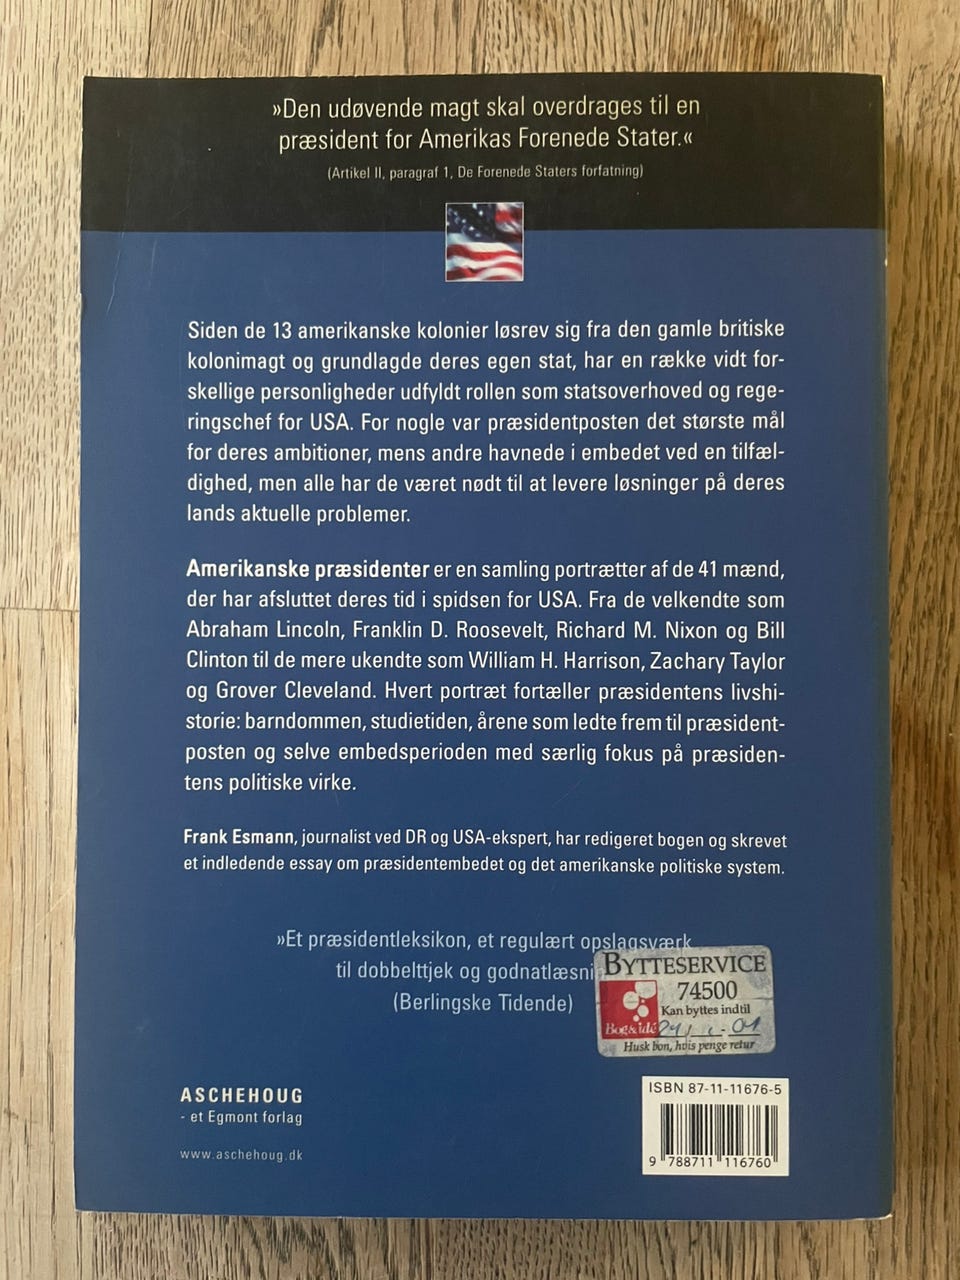 »Den udøvende magt skal overdrages til en
præsident for Amerikas Forenede Stater.«
(Artikel II, paragraf 1, De Forenede Staters forfatning)
Siden de 13 amerikanske kolonier løsrev sig fra den gamle britiske
kolonimagt og grundlagde deres egen stat, har en række vidt for-
skellige personligheder udfyldt rollen som statsoverhoved og rege-
ringschef for USA. For nogle var præsidentposten det største mål
for deres ambitioner, mens andre havnede i embedet ved en tilfæl-
dighed, men alle har de været nødt til at levere løsninger på deres
lands aktuelle problemer.
Amerikanske præsidenter er en samling portrætter af de 41 mænd,
der har afsluttet deres tid i spidsen for USA. Fra de velkendte som
Abraham Lincoln, Franklin D. Roosevelt, Richard M. Nixon og Bill
Clinton til de mere ukendte som William H. Harrison, Zachary Taylor
og Grover Cleveland. Hvert portræt fortæller præsidentens livshi-
storie: barndommen, studietiden, årene som ledte frem til præsident-
posten og selve embedsperioden med særlig fokus på præsiden-
tens politiske virke.
Frank Esmann, journalist ved DR og USA-ekspert, har redigeret bogen og skrevet
et indledende essay om præsidentembedet og det amerikanske politiske system.
»Et præsidentleksikon, et regulært opslagsværk
til dobbelttjek og godnatlæsni
(Berlingske Tidende)
BYTTESERVICE
74500
Kan byttes indtil
Bog&idé
Husk bon, hvis penge retur
ASCHEHOUG
- et Egmont forlag
www.aschehoug.dk
ISBN 87-11-11676-5
9 788711 116760